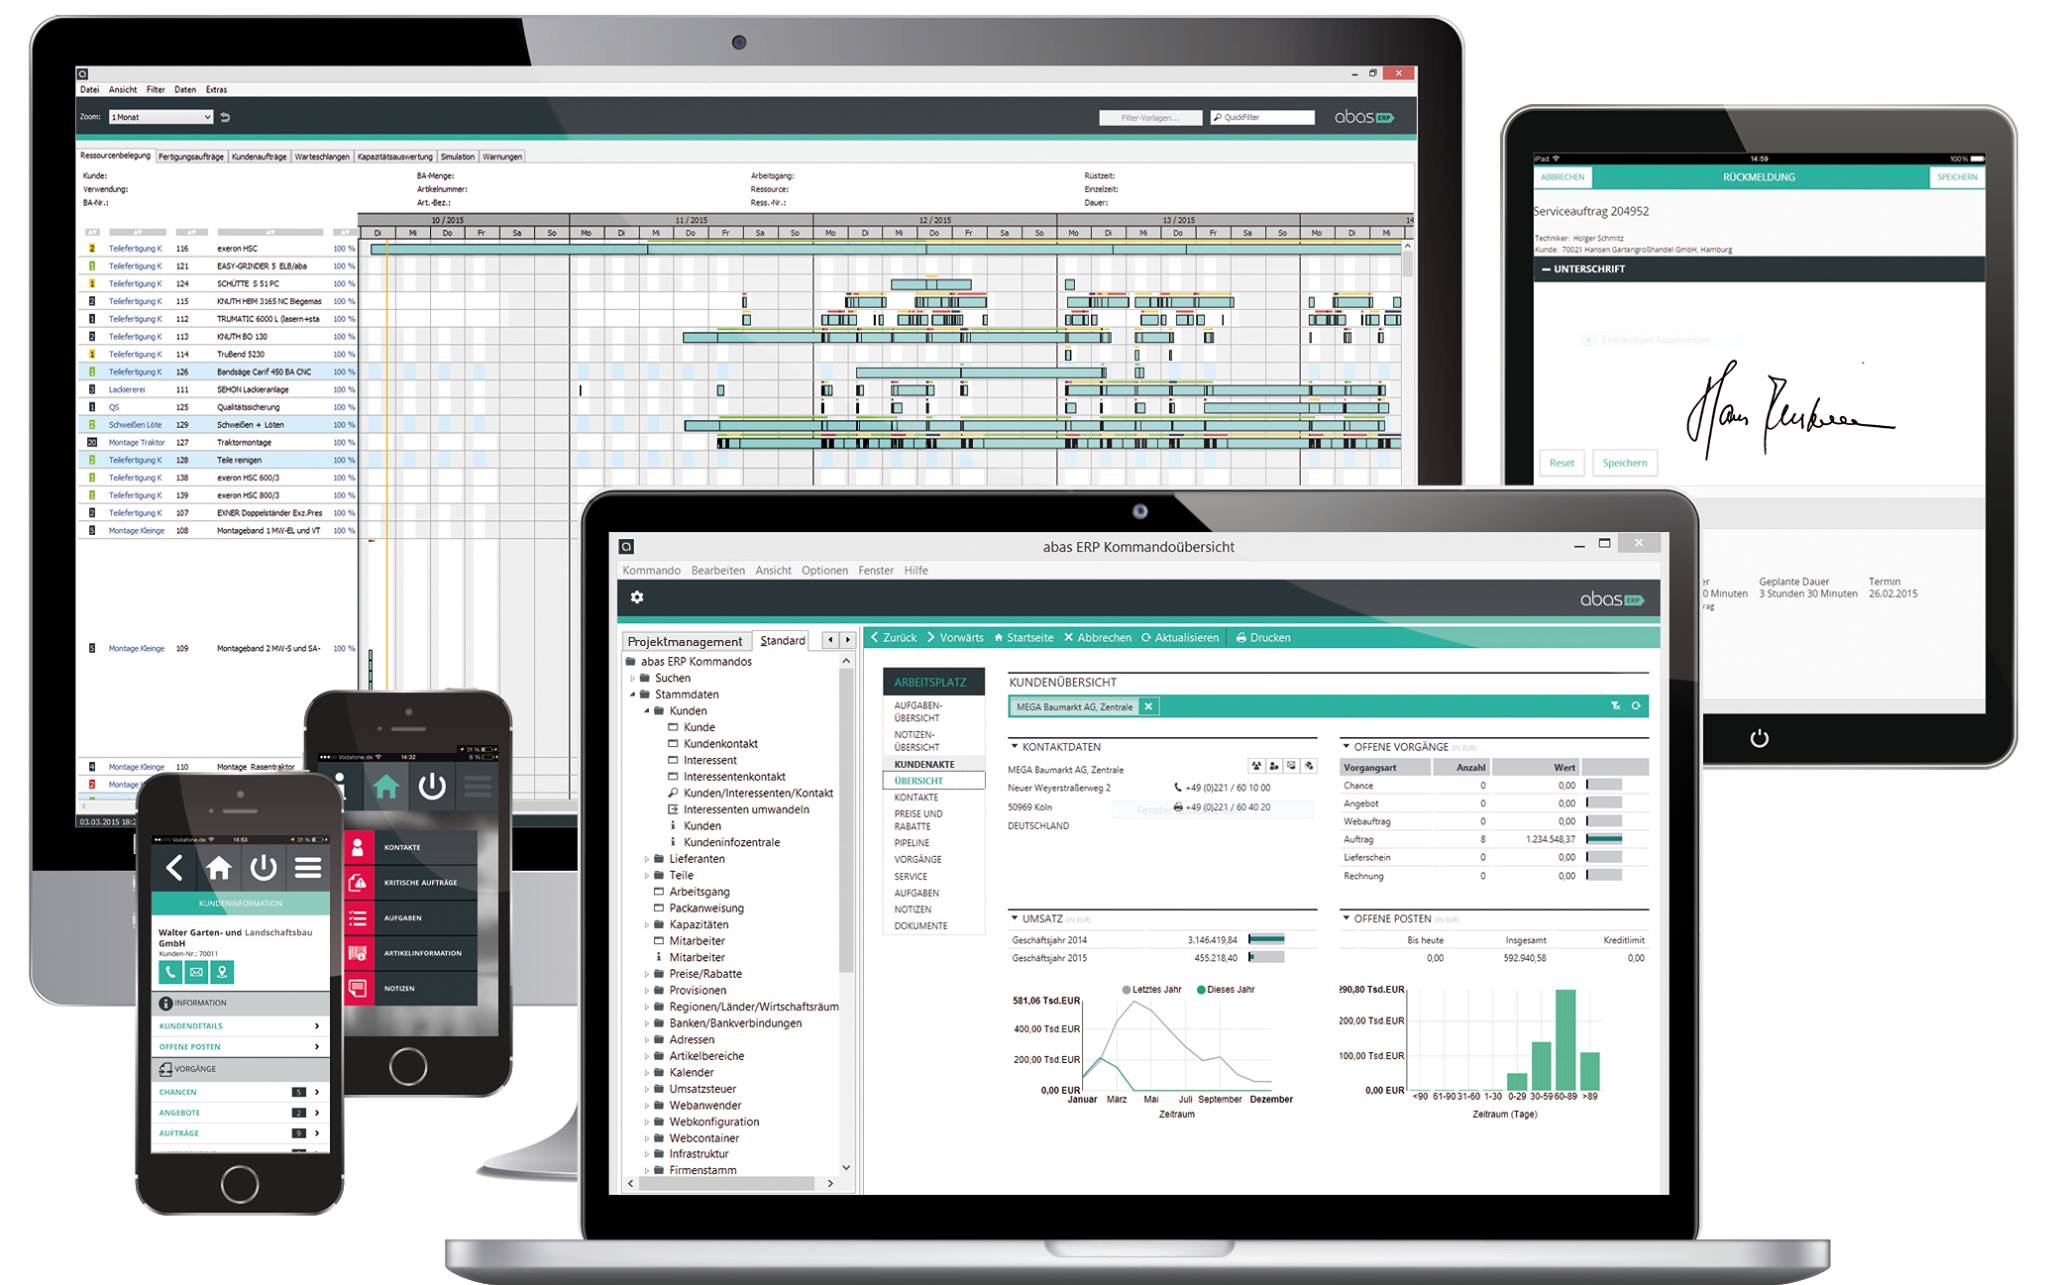 Datei Ansicht Filter Daten Extras
Zoom: 1 Monat Filter-Vorlagen... QuickFilter abas ERP
Ressourcenbelegung Fertigungsaufträge Kundenaufträge Warteschlangen Kapazitätsauswertung Simulation Warnungen
Kunde: BA-Menge: Arbeitsgang: Rüstzeit:
Verwendung: Artikelnummer: Ressource: Einzelzeit:
BA-Nr.: Art.-Bez.: Ress.-Nr.: Dauer:
10 / 2015 11 / 2015 12 / 2015 13 / 2015 14
Di Mi Do Fr Sa So Mo Di Mi Do Fr Sa So Mo Di Mi Do Fr Sa So Mo Di Mi Do Fr Sa So Mo Di Mi
2 Teilefertigung K 116 exeron HSC 100 %
1 Teilefertigung K 121 EASY-GRINDER S ELB/aba 100 %
1 Teilefertigung K 124 SCHÜTTE S 51 PC 100 %
2 Teilefertigung K 115 KNUTH HBM 3165 NC Biegemas 100 %
1 Teilefertigung K 112 TRUMATIC 6000 L (lasern+sta 100 %
2 Teilefertigung K 113 KNUTH BO 130 100 %
1 Teilefertigung K 114 TruBend 5230 100 %
1 Teilefertigung K 126 Bandsäge Carif 450 BA CNC 100 %
3 Lackiererei 111 SEHON Lackieranlage 100 %
1 QS 125 Qualitätssicherung 100 %
2 Schweißen Löte 129 Schweißen + Löten 100 %
20 Montage Traktor 127 Traktormontage 100 %
2 Teilefertigung K 128 Teile reinigen 100 %
1 Teilefertigung K 138 exeron HSC 600/3 100 %
1 Teilefertigung K 139 exeron HSC 800/3 100 %
2 Teilefertigung K 107 EXNER Doppelständer Exz.Pres 100 %
5 Montage Kleinge 108 Montageband 1 MW-EL und VT 100 %
5 Montage Kleinge 109 Montageband 2 MW-S und SA- 100 %
4 Montage Kleinge 110 Montage Rasentraktor 100 %
2 Montage Kleinge
03.03.2015 18:2
iPad 14:59 100%
ABBRECHEN RÜCKMELDUNG SPEICHERN
Serviceauftrag 204952
Techniker: Holger Schmitz
Kunde: 70021 Hansen Gartengroßhandel GmbH, Hamburg
UNTERSCHRIFT
Reset Speichern
Geplante Dauer Termin
0 Minuten 3 Stunden 30 Minuten 26.02.2015
rag
abas ERP Kommandoübersicht
Kommando Bearbeiten Ansicht Optionen Fenster Hilfe
abas ERP
Projektmanagement Standard
abas ERP Kommandos
Suchen
Stammdaten
Kunden
Kunde
Kundenkontakt
Interessent
Interessentenkontakt
Kunden/Interessenten/Kontakt
Interessenten umwandeln
Kunden
Kundeninfozentrale
Lieferanten
Teile
Arbeitsgang
Packanweisung
Kapazitäten
Mitarbeiter
Mitarbeiter
Preise/Rabatte
Provisionen
Regionen/Länder/Wirtschaftsräum
Banken/Bankverbindungen
Adressen
Artikelbereiche
Kalender
Umsatzsteuer
Webanwender
Webkonfiguration
Webcontainer
Infrastruktur
Firmenstamm
Zurück Vorwärts Startseite Abbrechen Aktualisieren Drucken
ARBEITSPLATZ
AUFGABEN-
ÜBERSICHT
NOTIZEN-
ÜBERSICHT
KUNDENAKTE
ÜBERSICHT
KONTAKTE
PREISE UND
RABATTE
PIPELINE
VORGÄNGE
SERVICE
AUFGABEN
NOTIZEN
DOKUMENTE
KUNDENÜBERSICHT
MEGA Baumarkt AG, Zentrale
KONTAKTDATEN
MEGA Baumarkt AG, Zentrale
Neuer Weyerstraßerweg 2 +49 (0)221 / 60 10 00
50969 Köln +49 (0)221 / 60 40 20
DEUTSCHLAND
OFFENE VORGÄNGE (IN EUR)
Vorgangsart Anzahl Wert
Chance 0 0,00
Angebot 0 0,00
Webauftrag 0 0,00
Auftrag 8 1.234.548,37
Lieferschein 0 0,00
Rechnung 0 0,00
UMSATZ (IN EUR)
Geschäftsjahr 2014 3.146.419,84
Geschäftsjahr 2015 455.218,40
Letztes Jahr Dieses Jahr
581,06 Tsd.EUR
400,00 Tsd.EUR
200,00 Tsd.EUR
0,00 EUR
Januar März Mai Juli September Dezember
Zeitraum
OFFENE POSTEN (IN EUR)
Bis heute Insgesamt Kreditlimit
0,00 592.940,58 0,00
290,80 Tsd.EUR
200,00 Tsd.EUR
100,00 Tsd.EUR
0,00 EUR
<90 61-90 31-60 1-30 0-29 30-59 60-89 >89
Zeitraum (Tage)
Vodafone.de 14:32 31 % 8 %
KONTAKTE
KRITISCHE AUFTRÄGE
AUFGABEN
ARTIKELINFORMATION
NOTIZEN
Vodafone.de 14:53 31 %
KUNDENINFORMATION
Walter Garten- und Landschaftsbau
GmbH
Kunden-Nr.: 70011
INFORMATION
KUNDENDETAILS
OFFENE POSTEN
VORGÄNGE
CHANCEN 5
ANGEBOTE 2
AUFTRÄGE 9